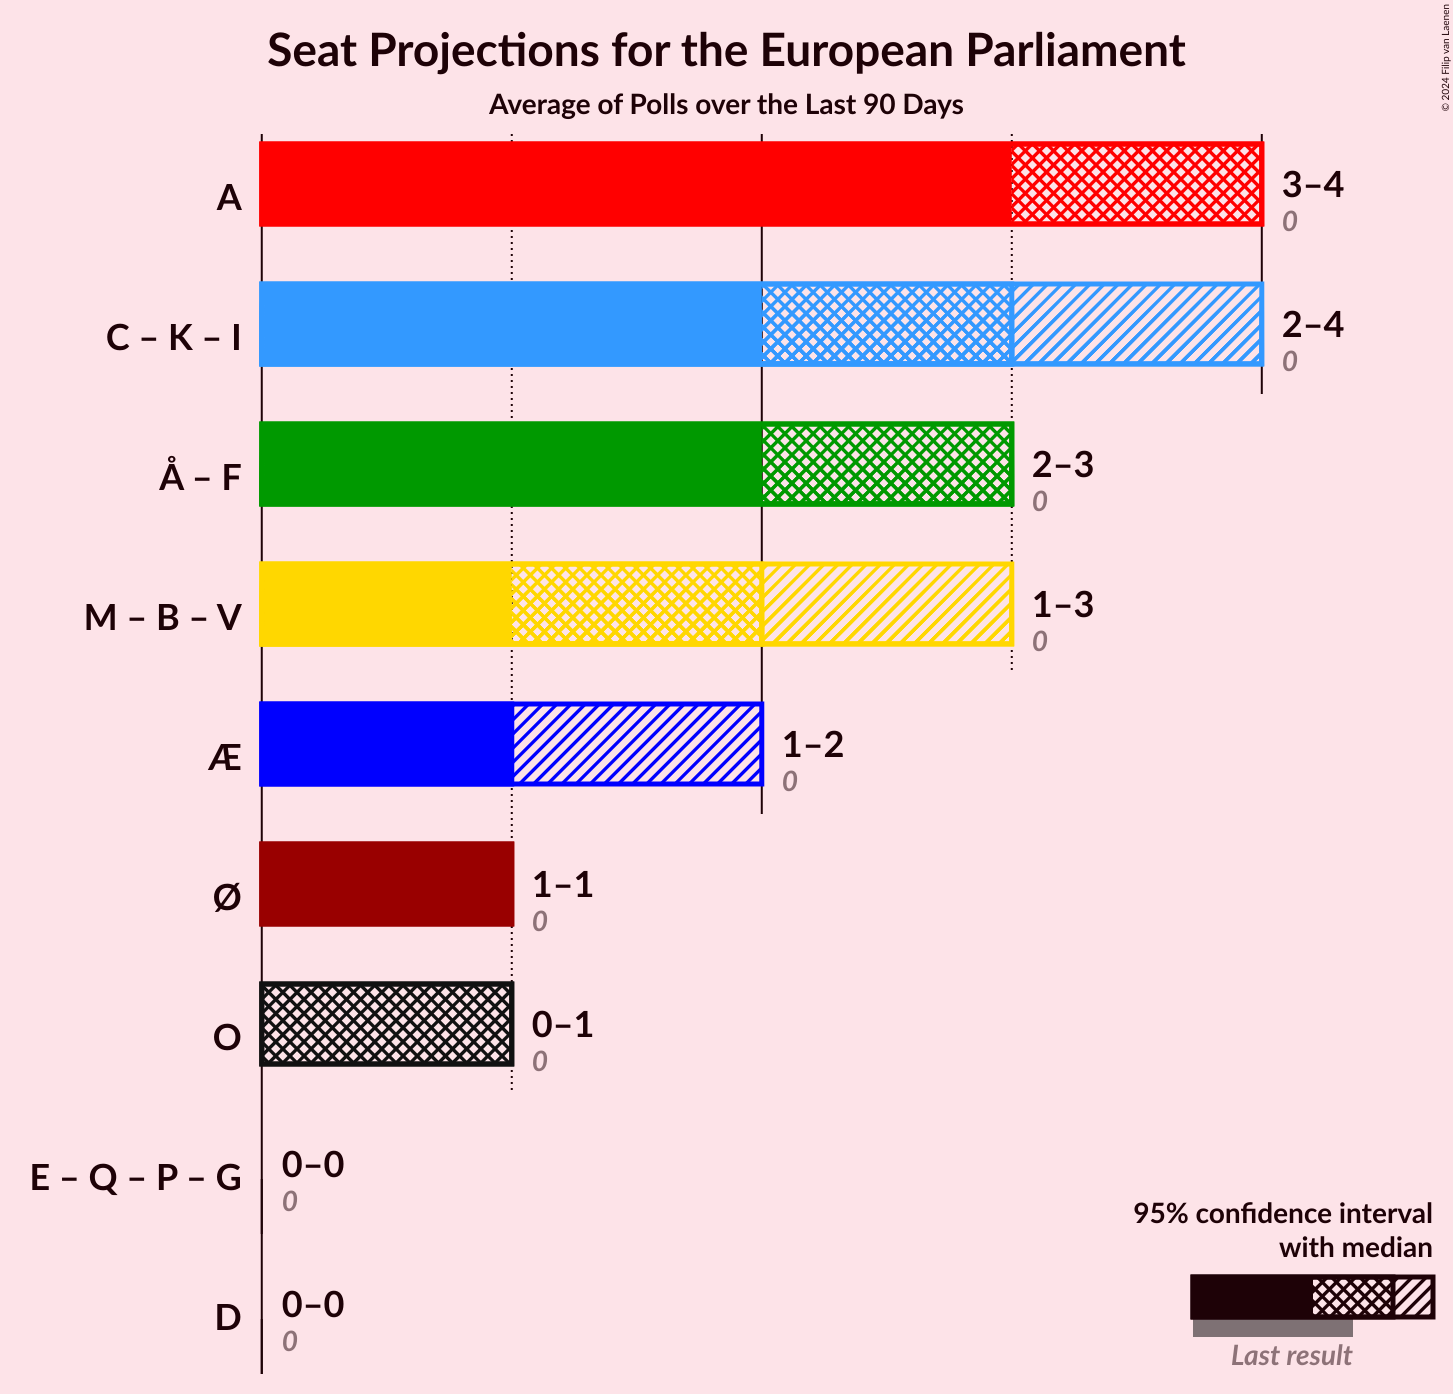 Seat Projections for the European Parliament
Average of Polls over the Last 90 Days
© 2024 Filip van Laenen
A
3–4
0
C – K – I
2–4
0
Å – F
2–3
0
M – B – V
1–3
0
Æ
1–2
0
Ø
1–1
0
O
0–1
0
E – Q – P – G
0–0
0
D
0–0
0
95% confidence interval
with median
Last result